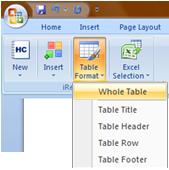 Home Insert Page Layout
HC
New Insert Table Format Excel Selection
Whole Table
Table Title
Table Header
Table Row
Table Footer